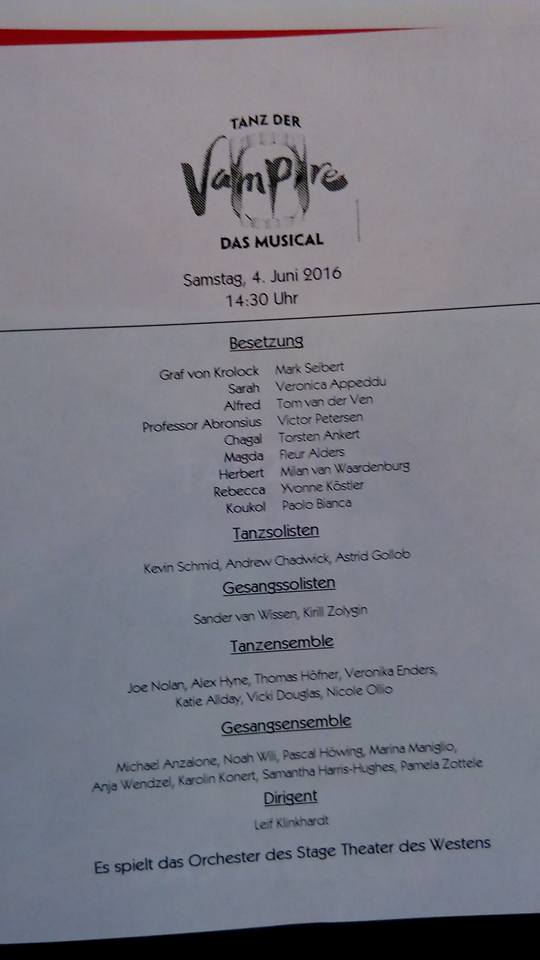 TANZ DER
Vampire
DAS MUSICAL
Samstag, 4. Juni 2016
14:30 Uhr
Besetzung
Graf von Krolock Mark Seibert
Sarah Veronica Appeddu
Alfred Tom van der Ven
Professor Abronsius Victor Petersen
Chagal Torsten Ankert
Magda Fleur Alders
Herbert Milan van Waardenburg
Rebecca Yvonne Köstler
Koukol Paolo Bianca
Tanzsolisten
Kevin Schmid, Andrew Chadwick, Astrid Gollob
Gesangssolisten
Sander van Wissen, Kirill Zolygin
Tanzensemble
Joe Nolan, Alex Hyne, Thomas Höfner, Veronika Enders,
Katie Allday, Vicki Douglas, Nicole Ollio
Gesangsensemble
Michael Anzalone, Noah Wili, Pascal Höwing, Marina Maniglio,
Anja Wendzel, Karolin Konert, Samantha Harris-Hughes, Pamela Zottele
Dirigent
Leif Klinkhardt
Es spielt das Orchester des Stage Theater des Westens